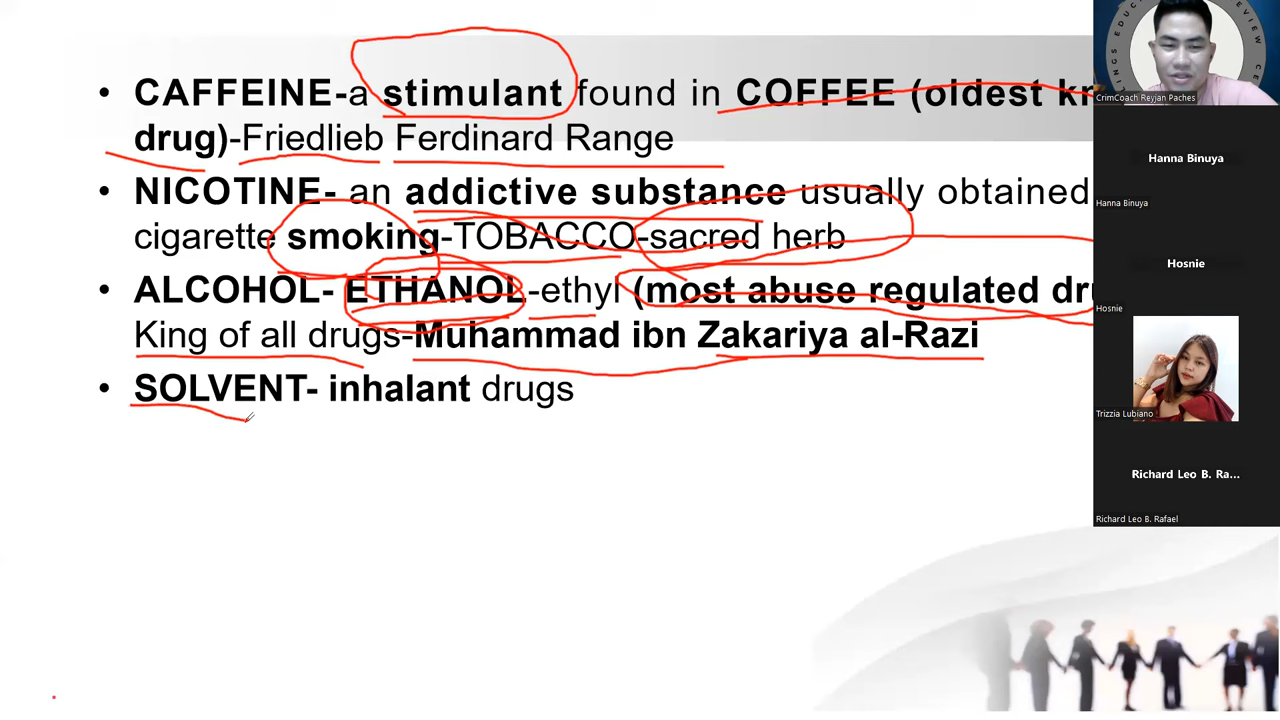 CAFFEINE-a stimulant found in COFFEE (oldest
drug)-Friedlieb Ferdinard Range
NICOTINE- an addictive substance usually obtained
cigarette smoking-TOBACCO-sacred herb
ALCOHOL- ETHANOL-ethyl (most abuse regulated
King of all drugs-Muhammad ibn Zakariya al-Razi
SOLVENT- inhalant drugs
CrimCoach Reyjan Paches
Hanna Binuya
Hanna Binuya
Hosnie
Hosnie
Trizzia Lubiano
Richard Leo B. Ra...
Richard Leo B. Rafael